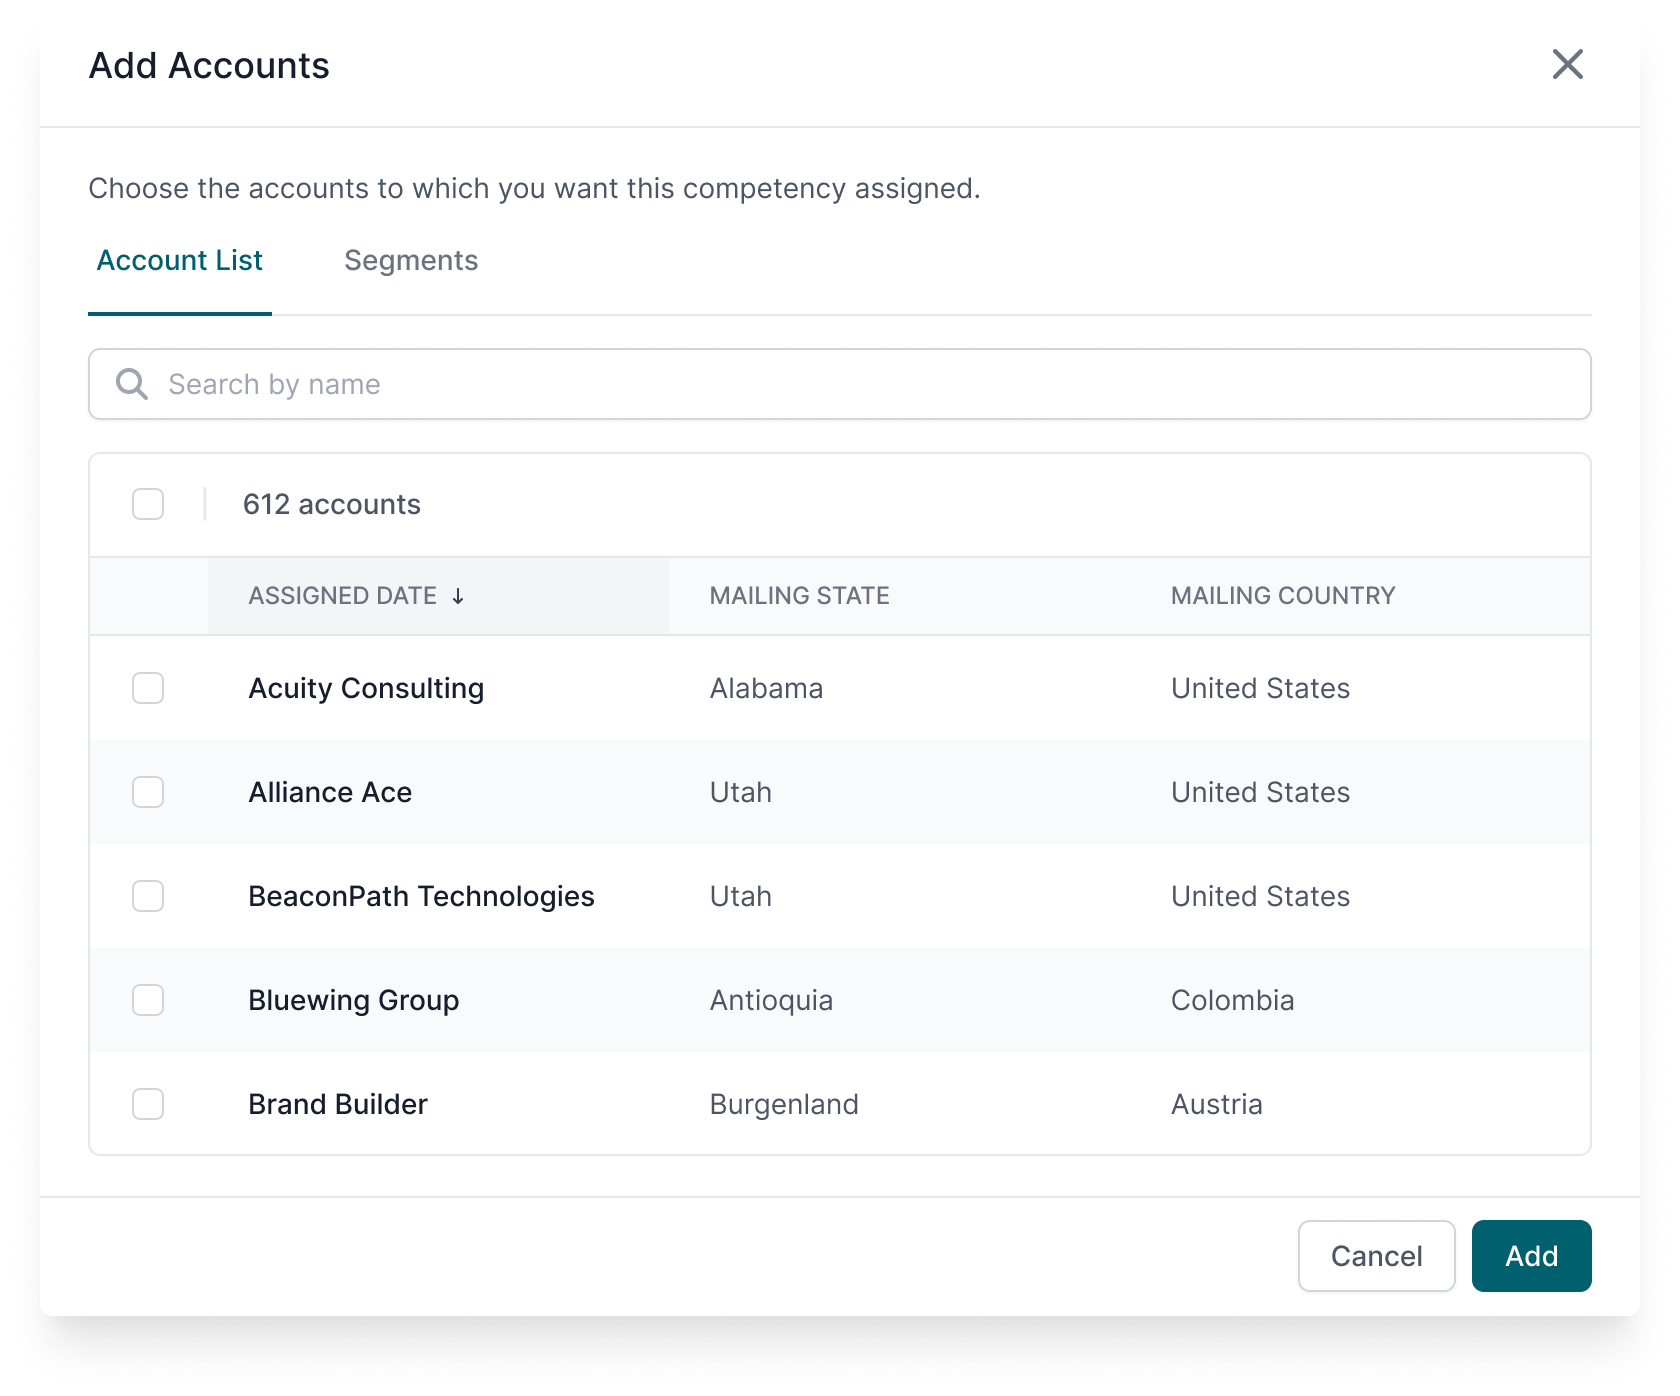 Add Accounts
Choose the accounts to which you want this competency assigned.
Account List Segments
Search by name
612 accounts
ASSIGNED DATE ↓ MAILING STATE MAILING COUNTRY
Acuity Consulting Alabama United States
Alliance Ace Utah United States
BeaconPath Technologies Utah United States
Bluewing Group Antioquia Colombia
Brand Builder Burgenland Austria
Cancel Add